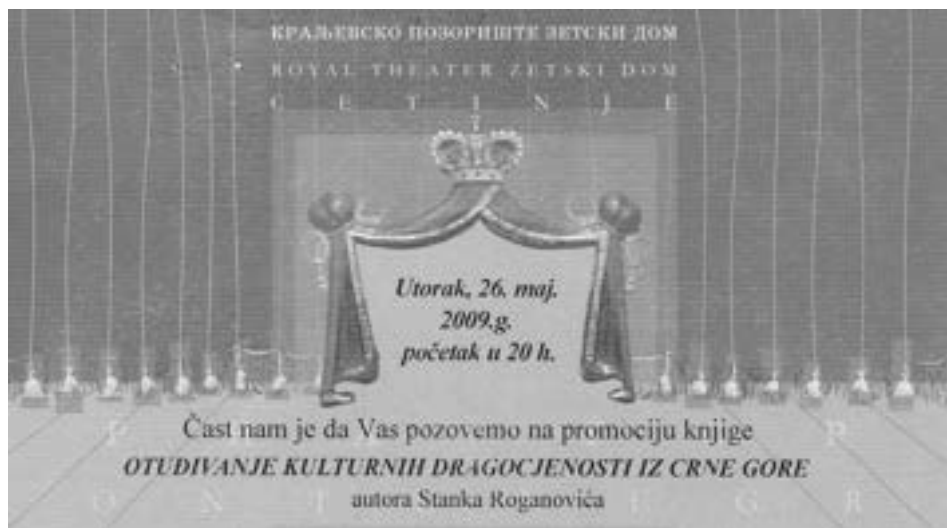 КРАЉЕВСКО ПОЗОРИШТЕ ЗЕТСКИ ДОМ
ROYAL THEATER ZETSKI DOM
CETINJE
Utorak, 26. maj.
2009.g.
početak u 20 h.
Čast nam je da Vas pozovemo na promociju knjige
OTUĐIVANJE KULTURNIH DRAGOCJENOSTI IZ CRNE GORE
autora Stanka Roganovića